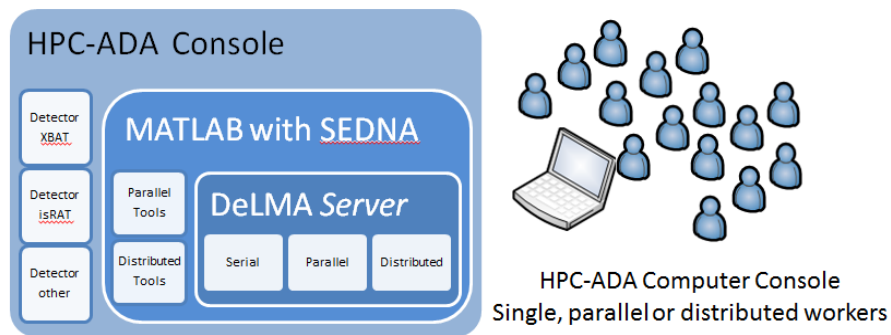 HPC-ADA Console
Detector
XBAT
MATLAB with SEDNA
Detector
isRAT
Parallel
Tools
DeLMA Server
Detector
other
Distributed
Tools
Serial
Parallel
Distributed
HPC-ADA Computer Console
Single, parallel or distributed workers